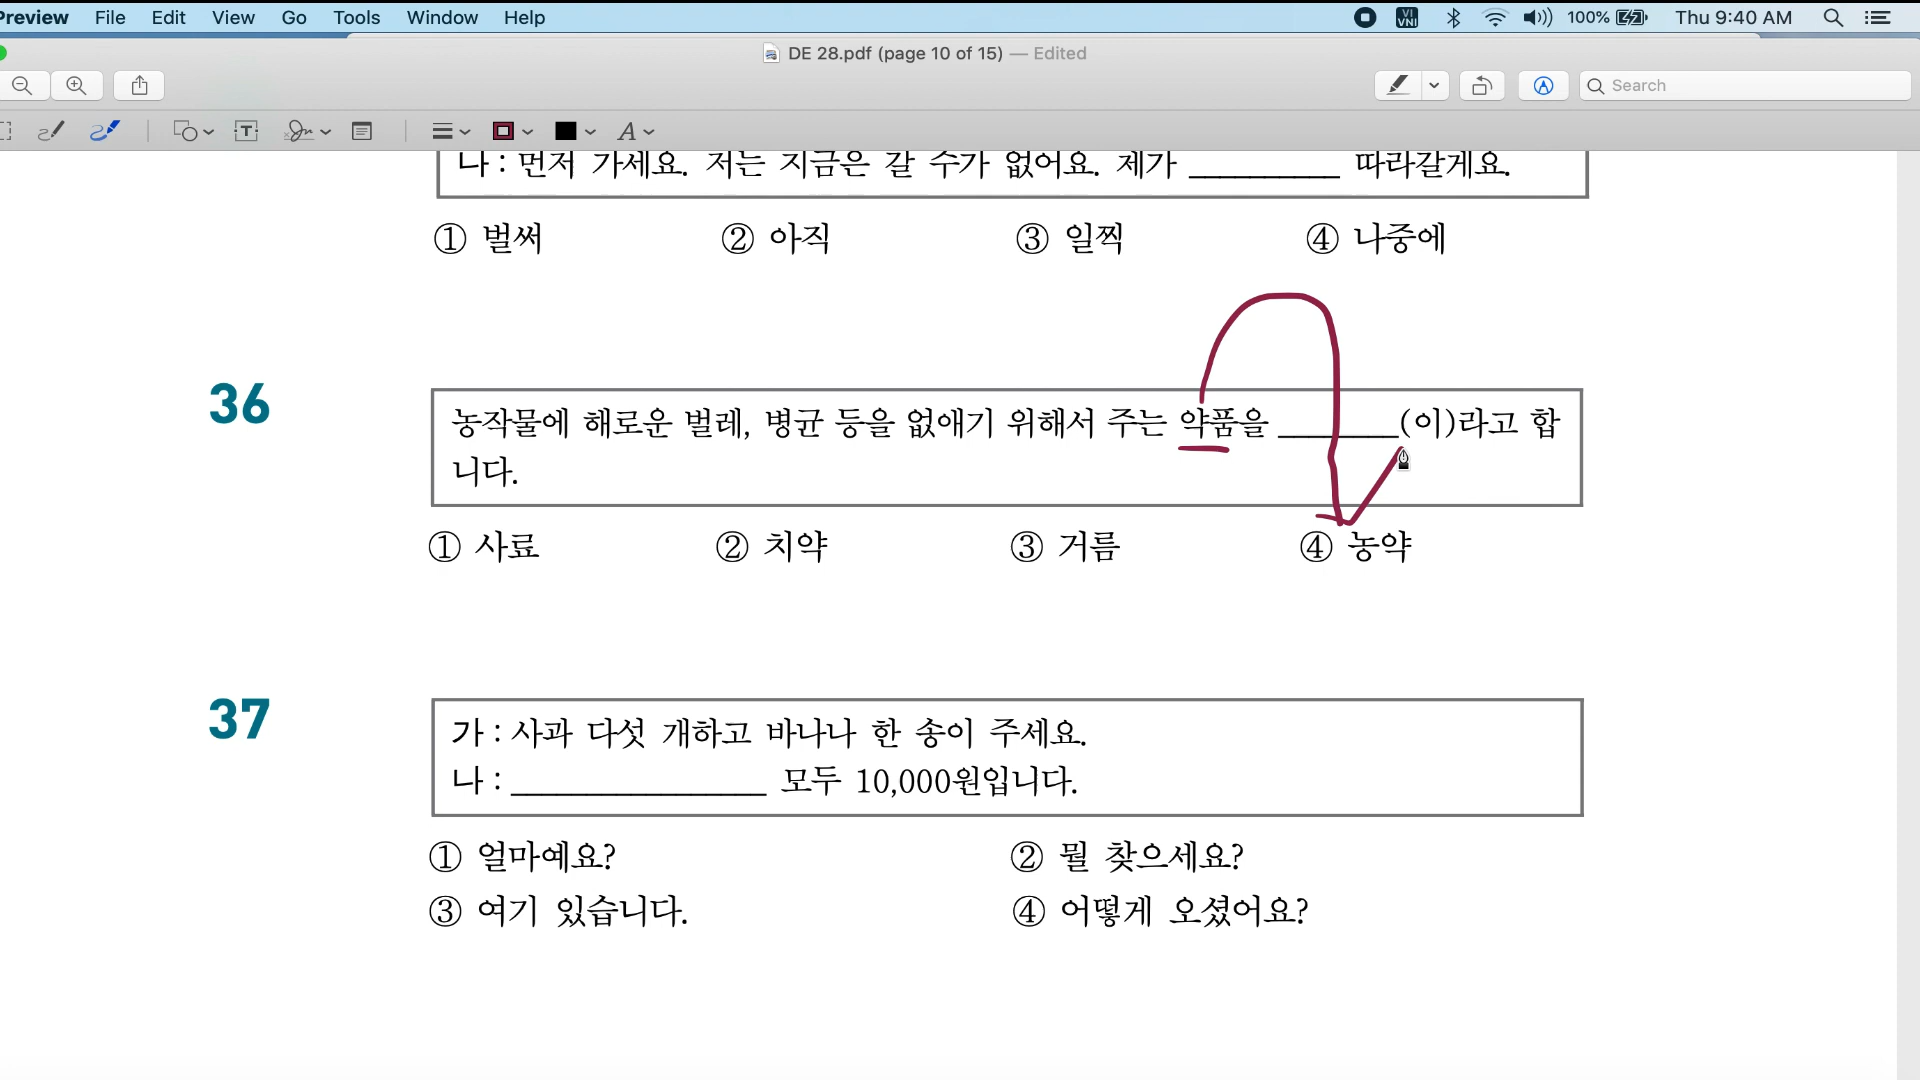 Preview File Edit View Go Tools Window Help VI VNI 100% Thu 9:40 AM
DE 28.pdf (page 10 of 15) — Edited
Search
나 : 먼저 가세요. 저는 지금은 갈 수가 없어요. 제가 __________ 따라갈게요.
① 벌써 ② 아직 ③ 일찍 ④ 나중에
36
농작물에 해로운 벌레, 병균 등을 없애기 위해서 주는 약품을 ________(이)라고 합
니다.
① 사료 ② 치약 ③ 거름 ④ 농약
37
가 : 사과 다섯 개하고 바나나 한 송이 주세요.
나 : _________________ 모두 10,000원입니다.
① 얼마예요? ② 뭘 찾으세요?
③ 여기 있습니다. ④ 어떻게 오셨어요?